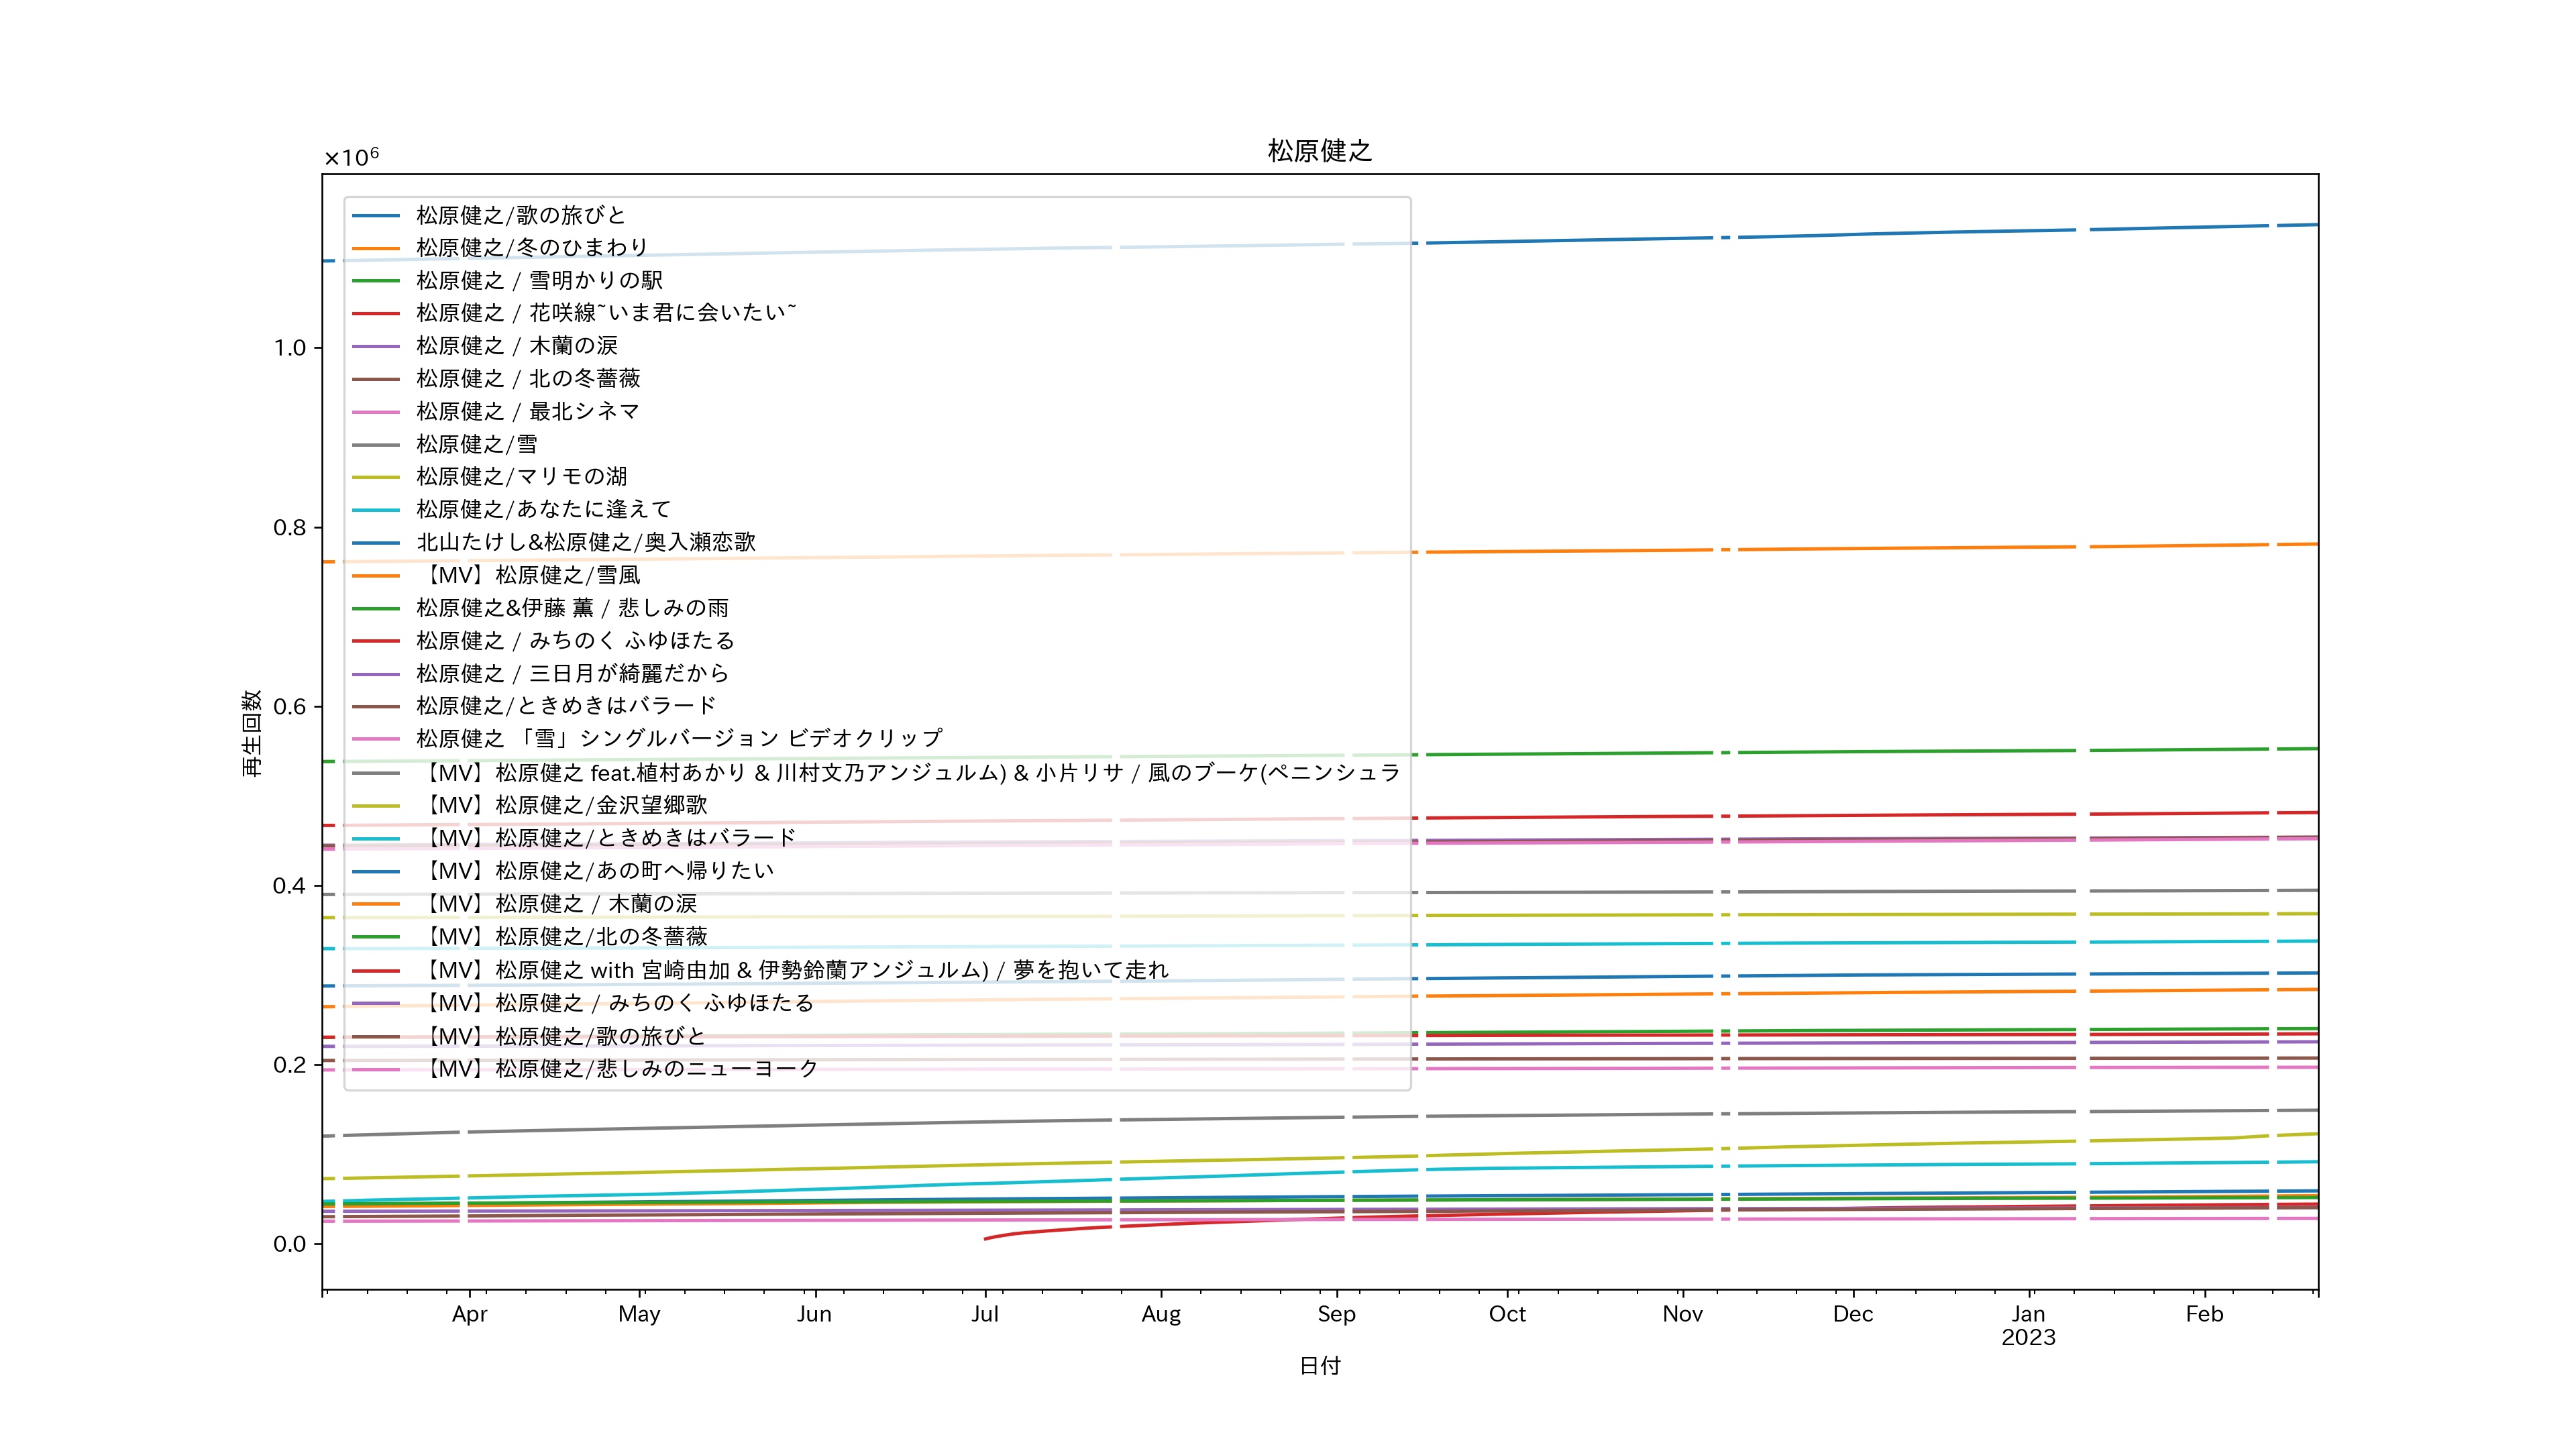 松原健之
×10⁶
松原健之/歌の旅びと
松原健之/冬のひまわり
松原健之 / 雪明かりの駅
松原健之 / 花咲線~いま君に会いたい~
松原健之 / 木蘭の涙
松原健之 / 北の冬薔薇
松原健之 / 最北シネマ
松原健之/雪
松原健之/マリモの湖
松原健之/あなたに逢えて
北山たけし&松原健之/奥入瀬恋歌
【MV】松原健之/雪風
松原健之&伊藤 薫 / 悲しみの雨
松原健之 / みちのく ふゆほたる
松原健之 / 三日月が綺麗だから
松原健之/ときめきはバラード
松原健之 「雪」シングルバージョン ビデオクリップ
【MV】松原健之 feat.植村あかり & 川村文乃アンジュルム) & 小片リサ / 風のブーケ(ペニンシュラ
【MV】松原健之/金沢望郷歌
【MV】松原健之/ときめきはバラード
【MV】松原健之/あの町へ帰りたい
【MV】松原健之 / 木蘭の涙
【MV】松原健之/北の冬薔薇
【MV】松原健之 with 宮崎由加 & 伊勢鈴蘭アンジュルム) / 夢を抱いて走れ
【MV】松原健之 / みちのく ふゆほたる
【MV】松原健之/歌の旅びと
【MV】松原健之/悲しみのニューヨーク
1.0
0.8
0.6
0.4
0.2
0.0
再生回数
Apr May Jun Jul Aug Sep Oct Nov Dec Jan Feb
2023
日付